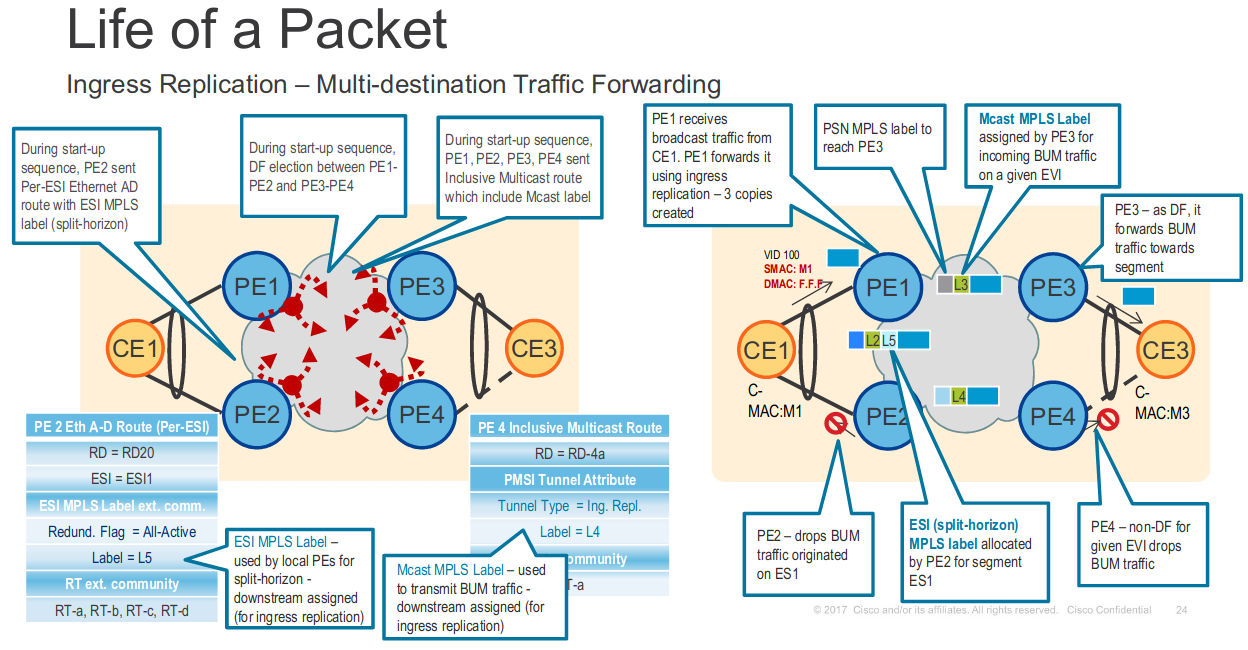 Life of a Packet
Ingress Replication – Multi-destination Traffic Forwarding
During start-up
sequence, PE2 sent
Per-ESI Ethernet AD
route with ESI MPLS
label (split-horizon)
During start-up sequence,
DF election between PE1-
PE2 and PE3-PE4
During start-up sequence,
PE1, PE2, PE3, PE4 sent
Inclusive Multicast route
which include Mcast label
PE1
PE3
CE1
CE3
PE2
PE4
PE 2 Eth A-D Route (Per-ESI)
RD = RD20
ESI = ESI1
ESI MPLS Label ext. comm.
Redund. Flag = All-Active
Label = L5
RT ext. community
RT-a, RT-b, RT-c, RT-d
ESI MPLS Label –
used by local PEs for
split-horizon -
downstream assigned
(for ingress replication)
PE 4 Inclusive Multicast Route
RD = RD-4a
PMSI Tunnel Attribute
Tunnel Type = Ing. Repl.
Label = L4
Mcast MPLS Label – used
to transmit BUM traffic -
downstream assigned (for
ingress replication)
PE1 receives
broadcast traffic from
CE1. PE1 forwards it
using ingress
replication – 3 copies
created
PSN MPLS label to
reach PE3
Mcast MPLS Label
assigned by PE3 for
incoming BUM traffic
on a given EVI
PE3 – as DF, it
forwards BUM
traffic towards
segment
VID 100
SMAC: M1
DMAC: F.F.F
PE1
L3
PE3
CE1
L2 L5
CE3
C-
MAC:M1
PE2
L4
PE4
C-
MAC:M3
PE2 – drops BUM
traffic originated
on ES1
ESI (split-horizon)
MPLS label allocated
by PE2 for segment
ES1
PE4 – non-DF for
given EVI drops
BUM traffic
© 2017 Cisco and/or its affiliates. All rights reserved. Cisco Confidential 24